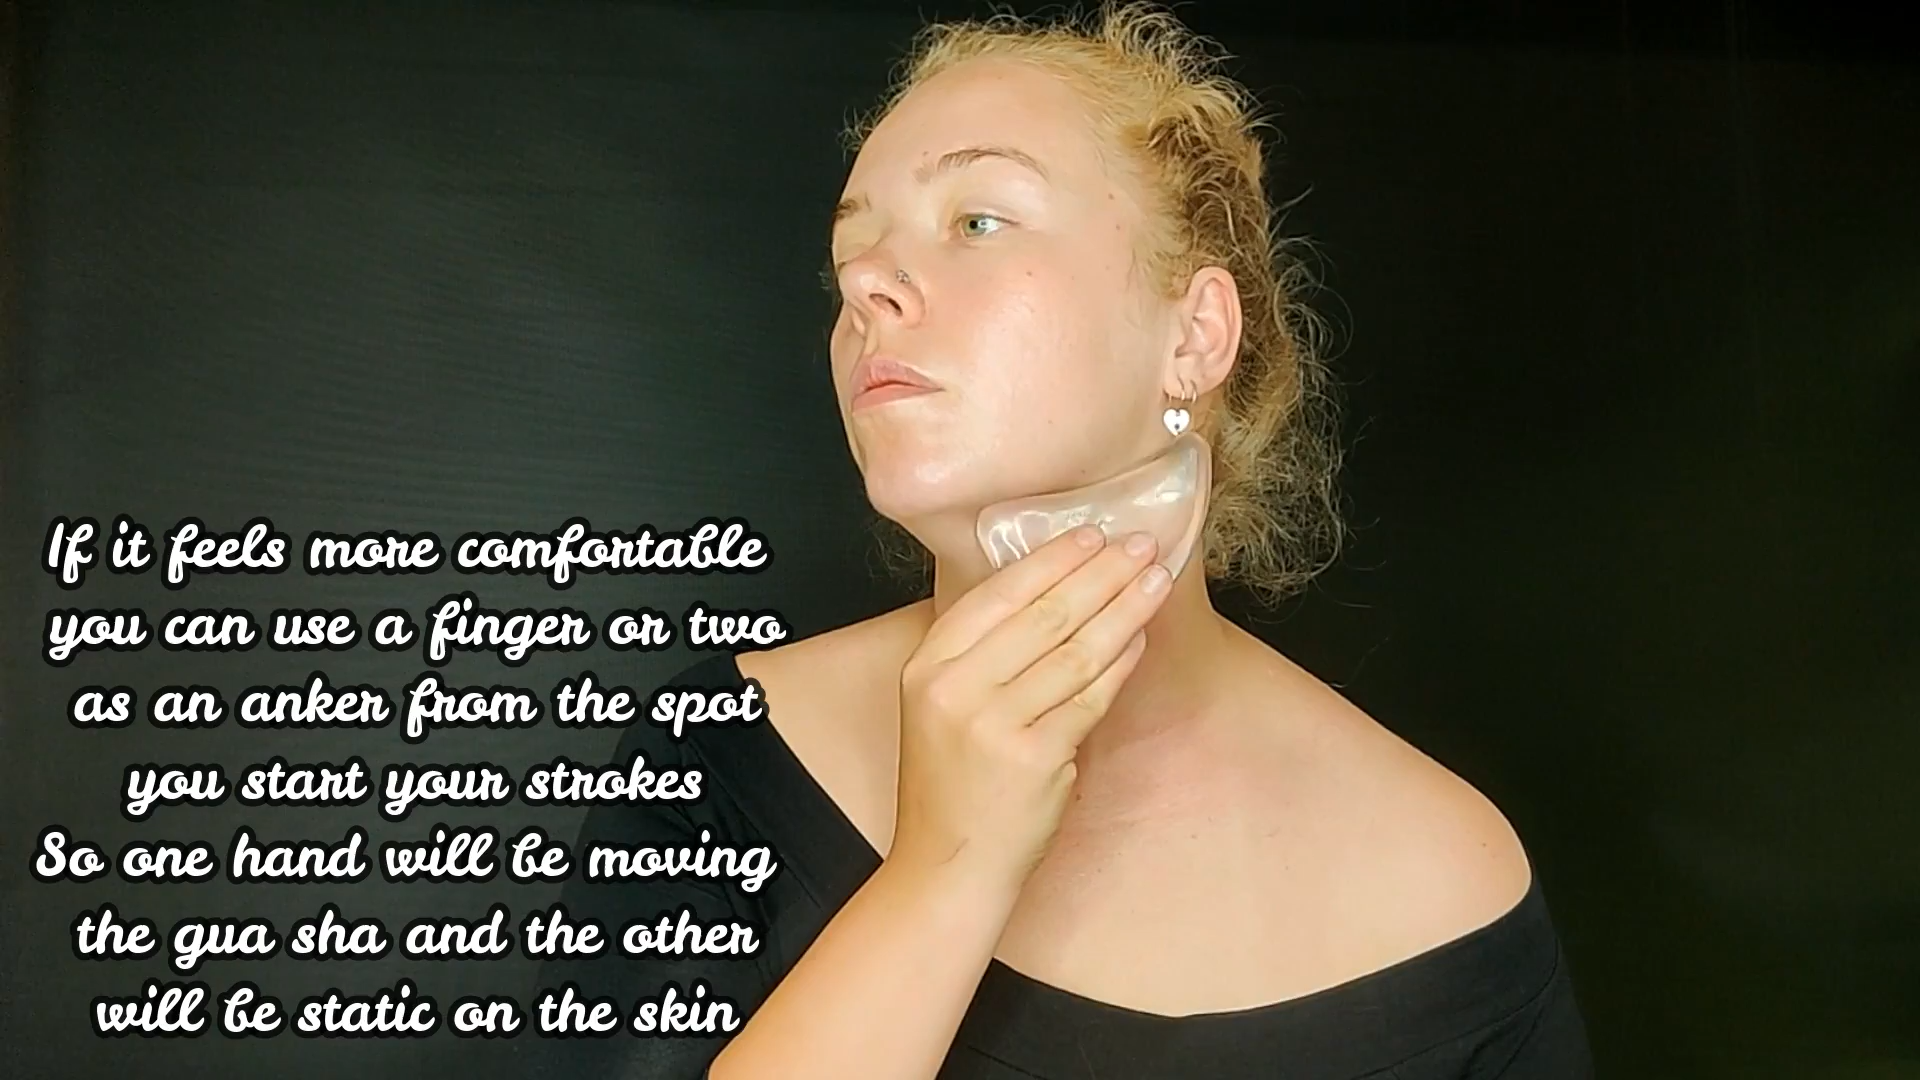 If it feels more comfortable
you can use a finger or two
as an anker from the spot
you start your strokes
So one hand will be moving
the gua sha and the other
will be static on the skin